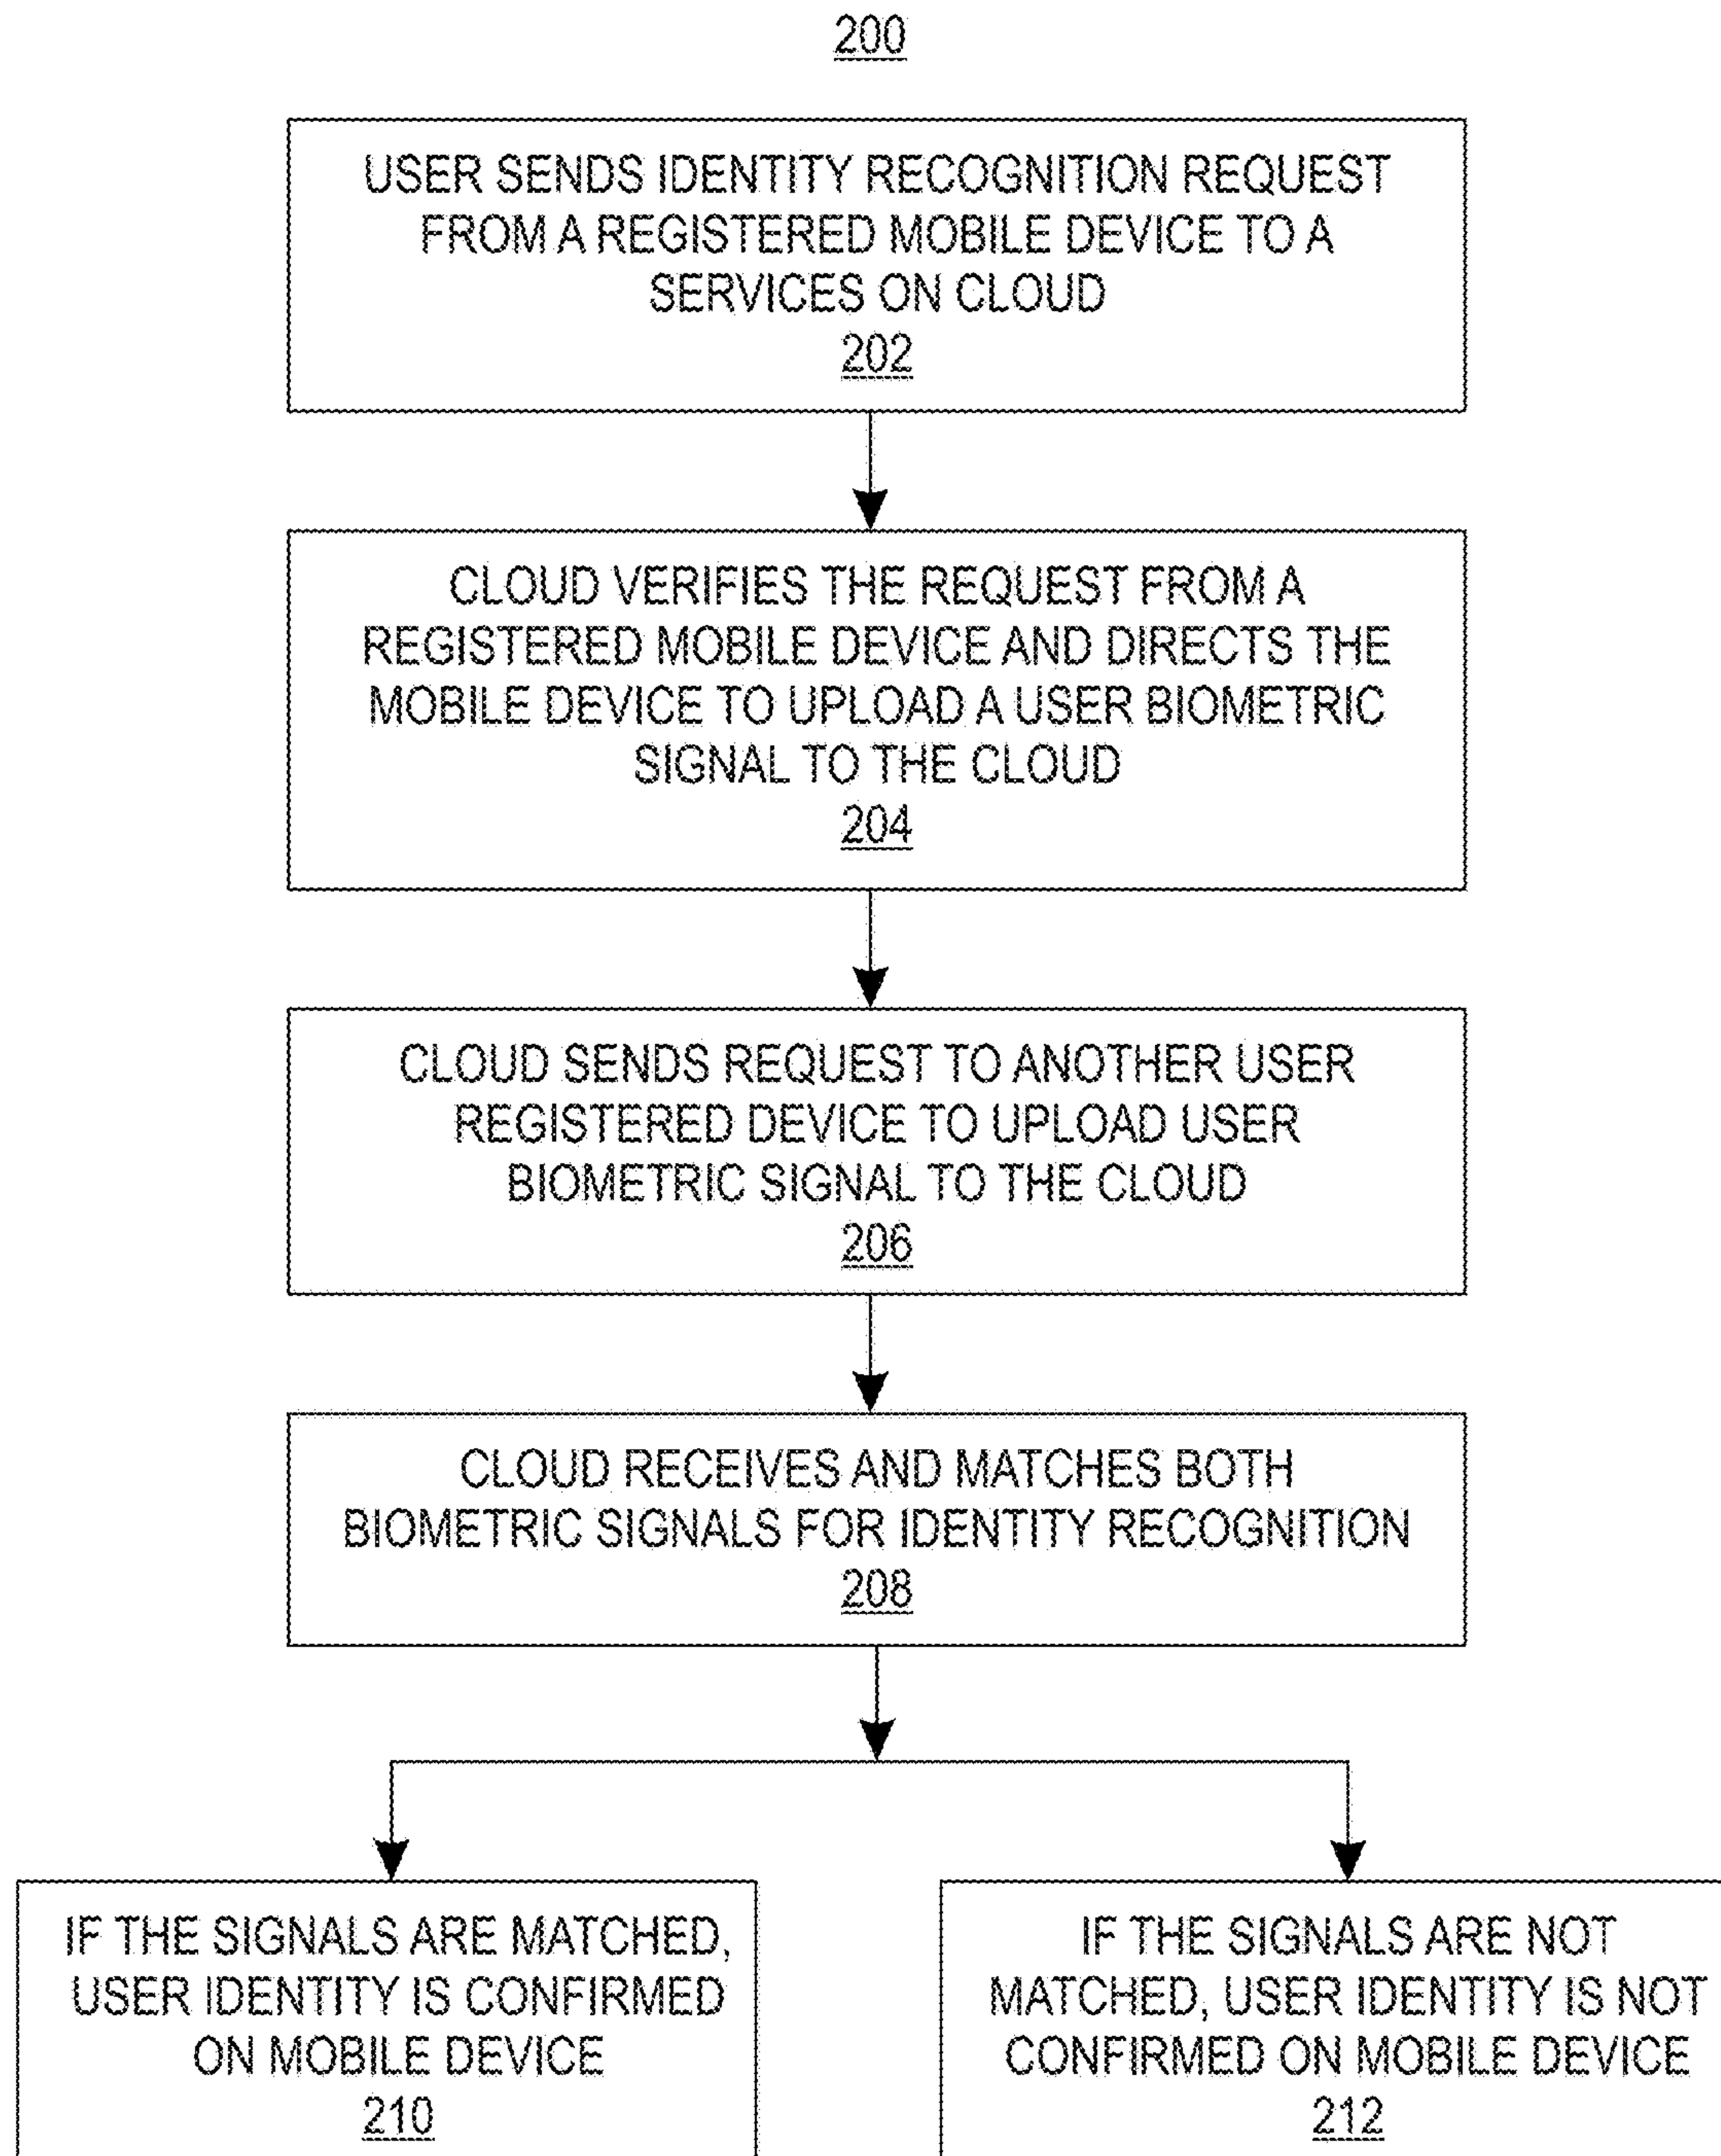 200
USER SENDS IDENTITY RECOGNITION REQUEST
FROM A REGISTERED MOBILE DEVICE TO A
SERVICES ON CLOUD
202
CLOUD VERIFIES THE REQUEST FROM A
REGISTERED MOBILE DEVICE AND DIRECTS THE
MOBILE DEVICE TO UPLOAD A USER BIOMETRIC
SIGNAL TO THE CLOUD
204
CLOUD SENDS REQUEST TO ANOTHER USER
REGISTERED DEVICE TO UPLOAD USER
BIOMETRIC SIGNAL TO THE CLOUD
206
CLOUD RECEIVES AND MATCHES BOTH
BIOMETRIC SIGNALS FOR IDENTITY RECOGNITION
208
IF THE SIGNALS ARE MATCHED,
USER IDENTITY IS CONFIRMED
ON MOBILE DEVICE
210
IF THE SIGNALS ARE NOT
MATCHED, USER IDENTITY IS NOT
CONFIRMED ON MOBILE DEVICE
212